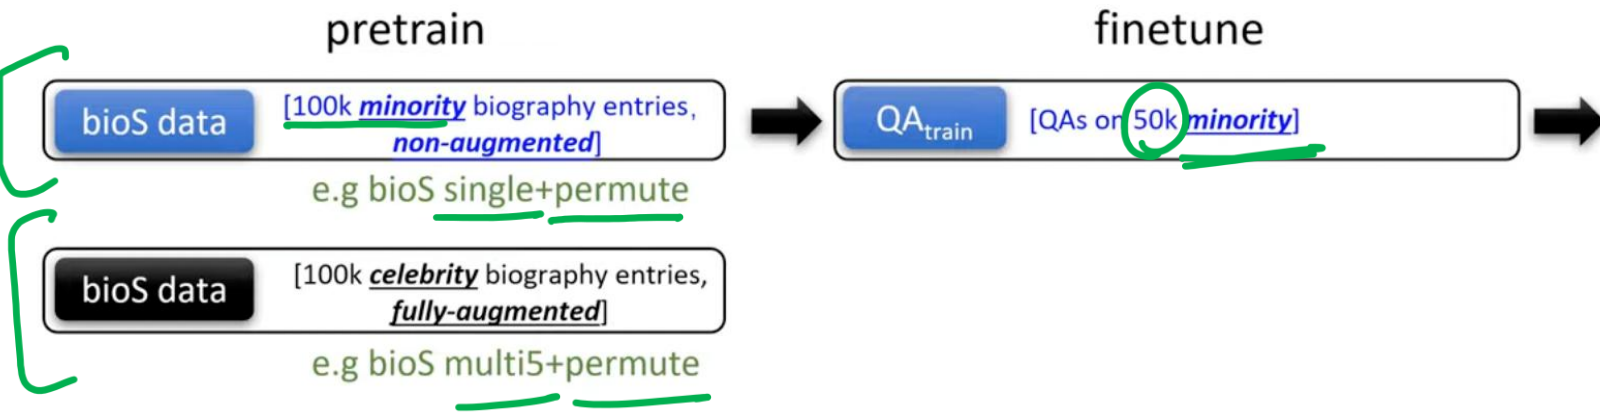 pretrain
finetune
bioS data
[100k minority biography entries,
non-augmented]
QAtrain
[QAs on 50k minority]
e.g bioS single+permute
bioS data
[100k celebrity biography entries,
fully-augmented]
e.g bioS multi5+permute